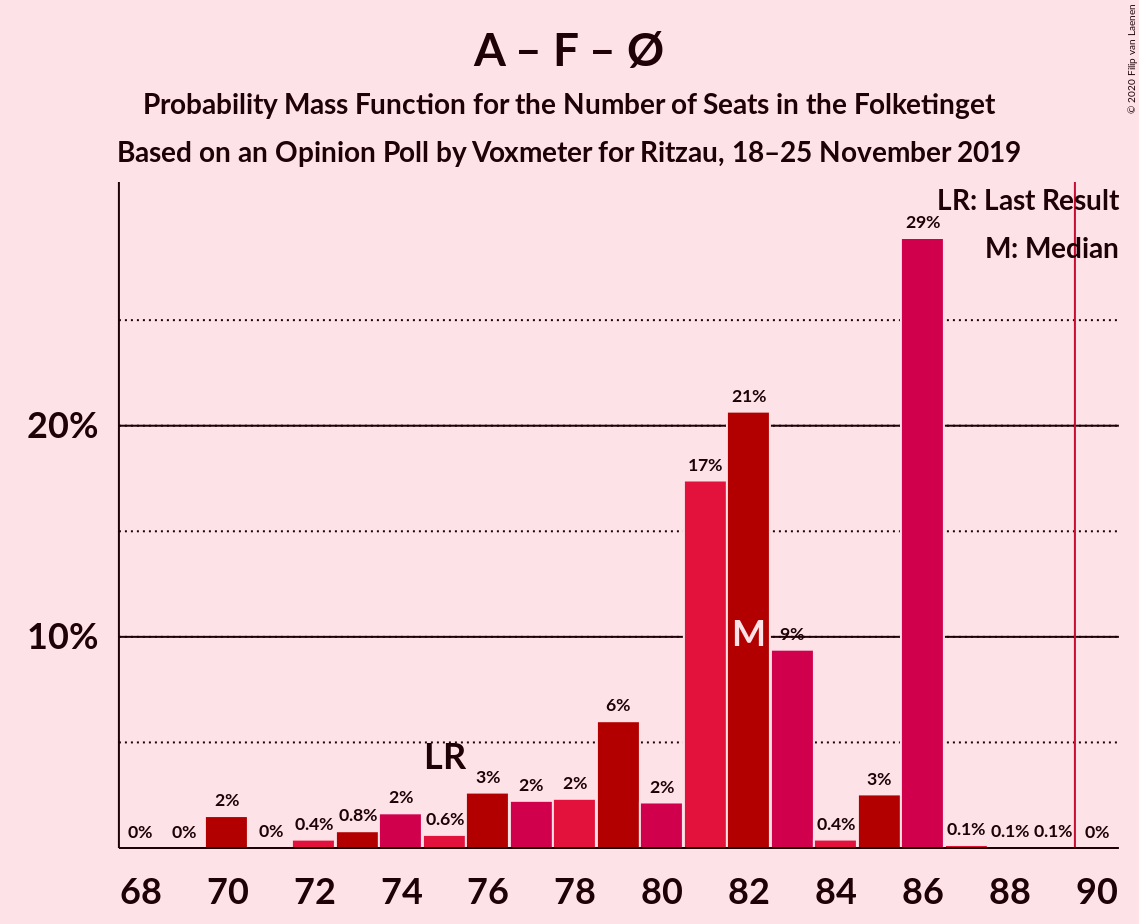 A – F – Ø
Probability Mass Function for the Number of Seats in the Folketinget
Based on an Opinion Poll by Voxmeter for Ritzau, 18–25 November 2019
© 2020 Filip van Laenen
LR: Last Result
M: Median
29%
21%
20%
17%
10%
M
9%
6%
LR
3%
2%
2%
2%
3%
2%
2%
0.8%
0.6%
0.4%
0.4%
0%
0%
0%
0.1%
0.1%
0.1%
0%
68 70 72 74 76 78 80 82 84 86 88 90